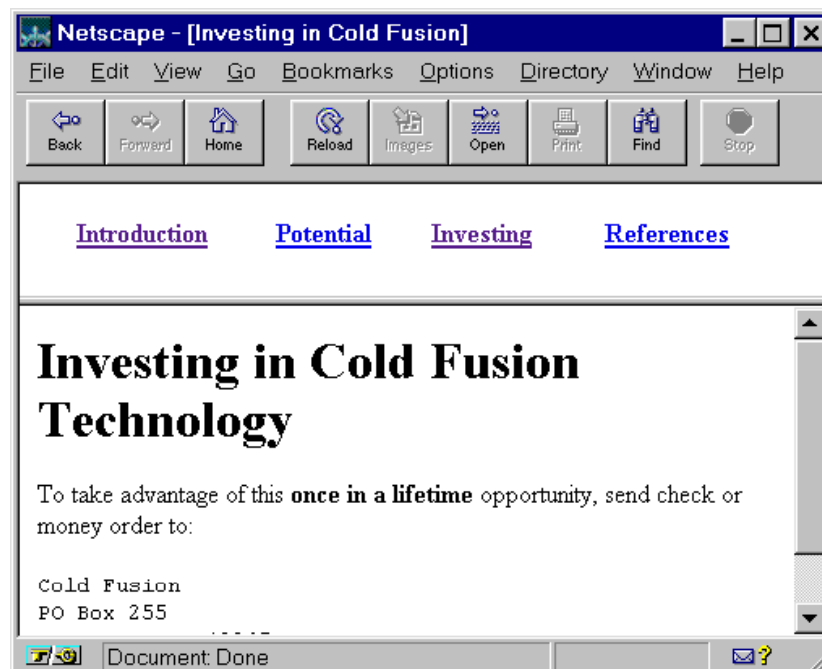 Netscape - [Investing in Cold Fusion]
File Edit View Go Bookmarks Options Directory Window Help
Back Forward Home Reload Images Open Print Find Stop
Introduction Potential Investing References
Investing in Cold Fusion
Technology
To take advantage of this once in a lifetime opportunity, send check or
money order to:
Cold Fusion
PO Box 255
Document: Done